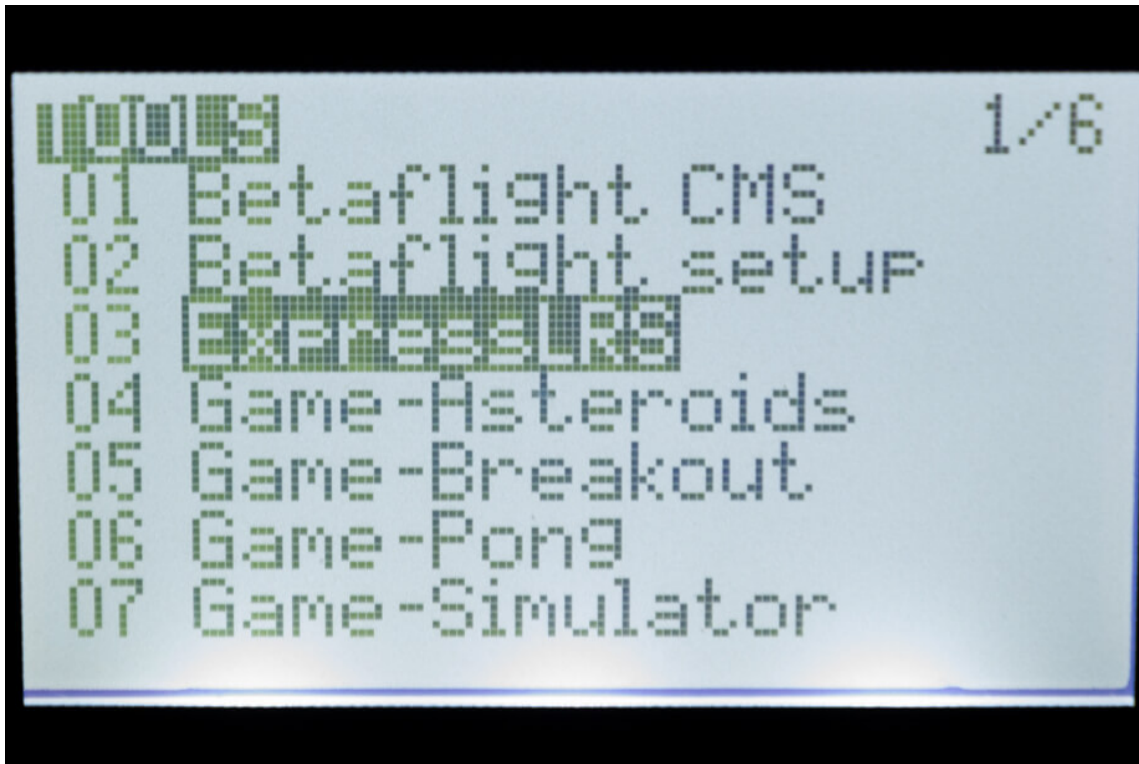 TOOLS 1/6
01 Betaflight CMS
02 Betaflight setup
03 ExpressLRS
04 Game-Asteroids
05 Game-Breakout
06 Game-Pong
07 Game-Simulator